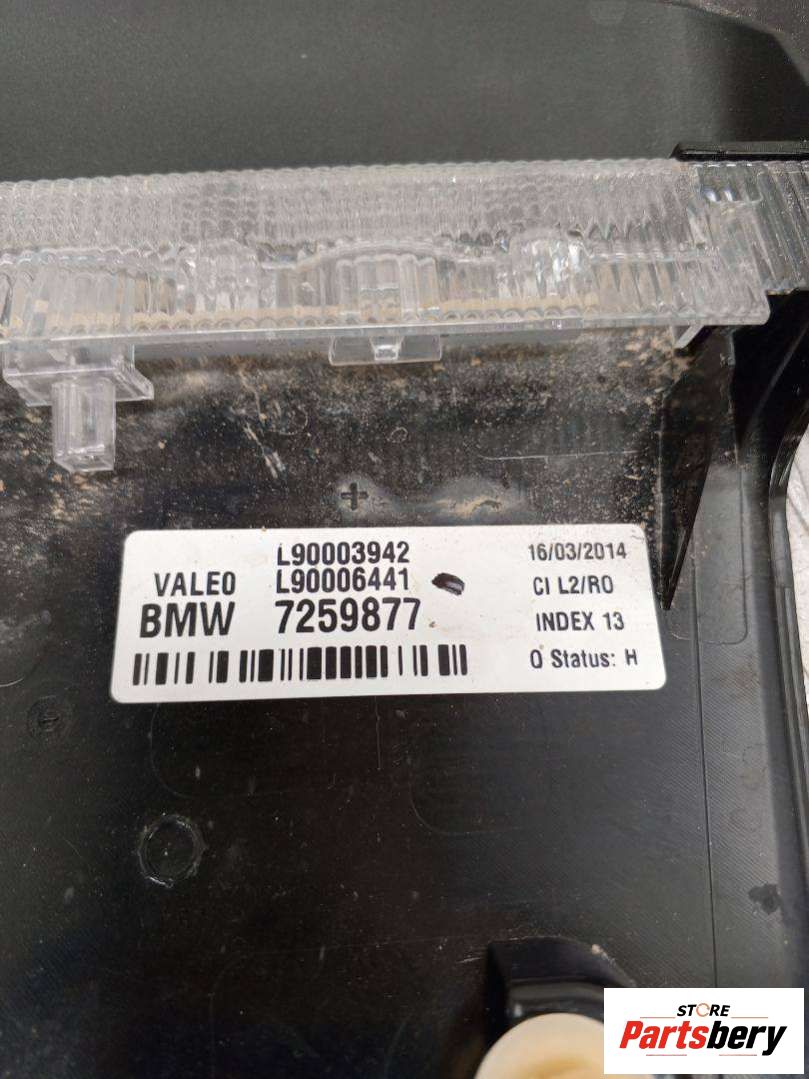 L90003942 16/03/2014
VALEO L90006441 CI L2/RO
BMW 7259877 INDEX 13
Q Status: H
STORE
Partsbery